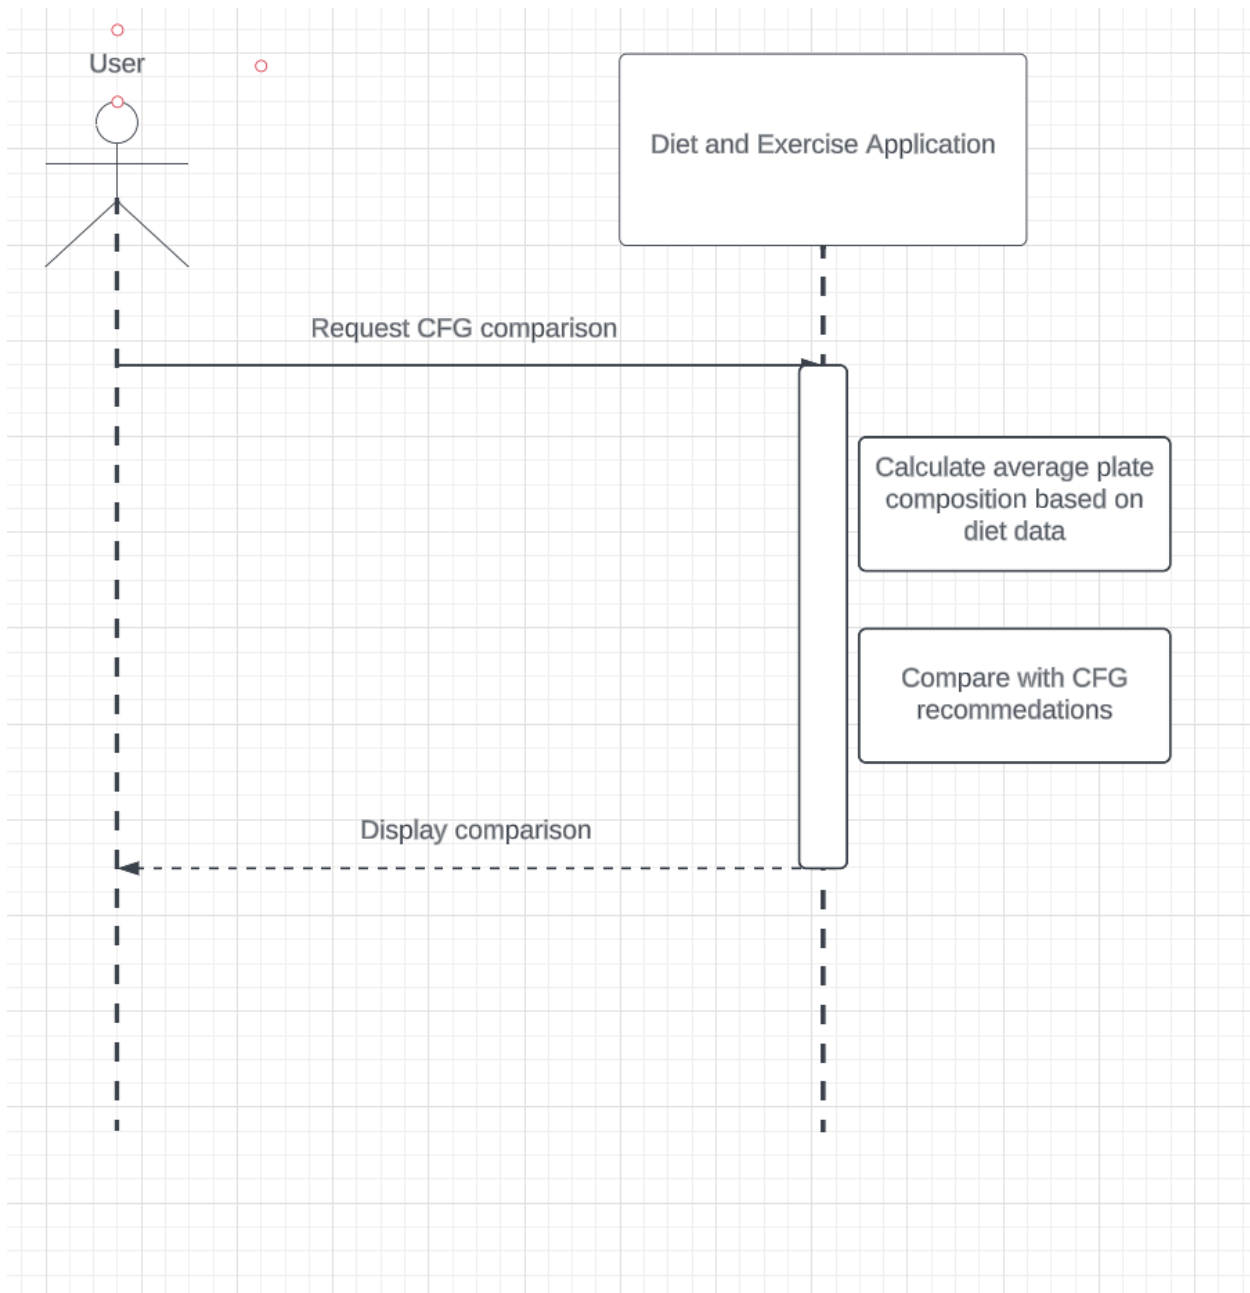 User
Diet and Exercise Application
Request CFG comparison
Calculate average plate
composition based on
diet data
Compare with CFG
recommedations
Display comparison